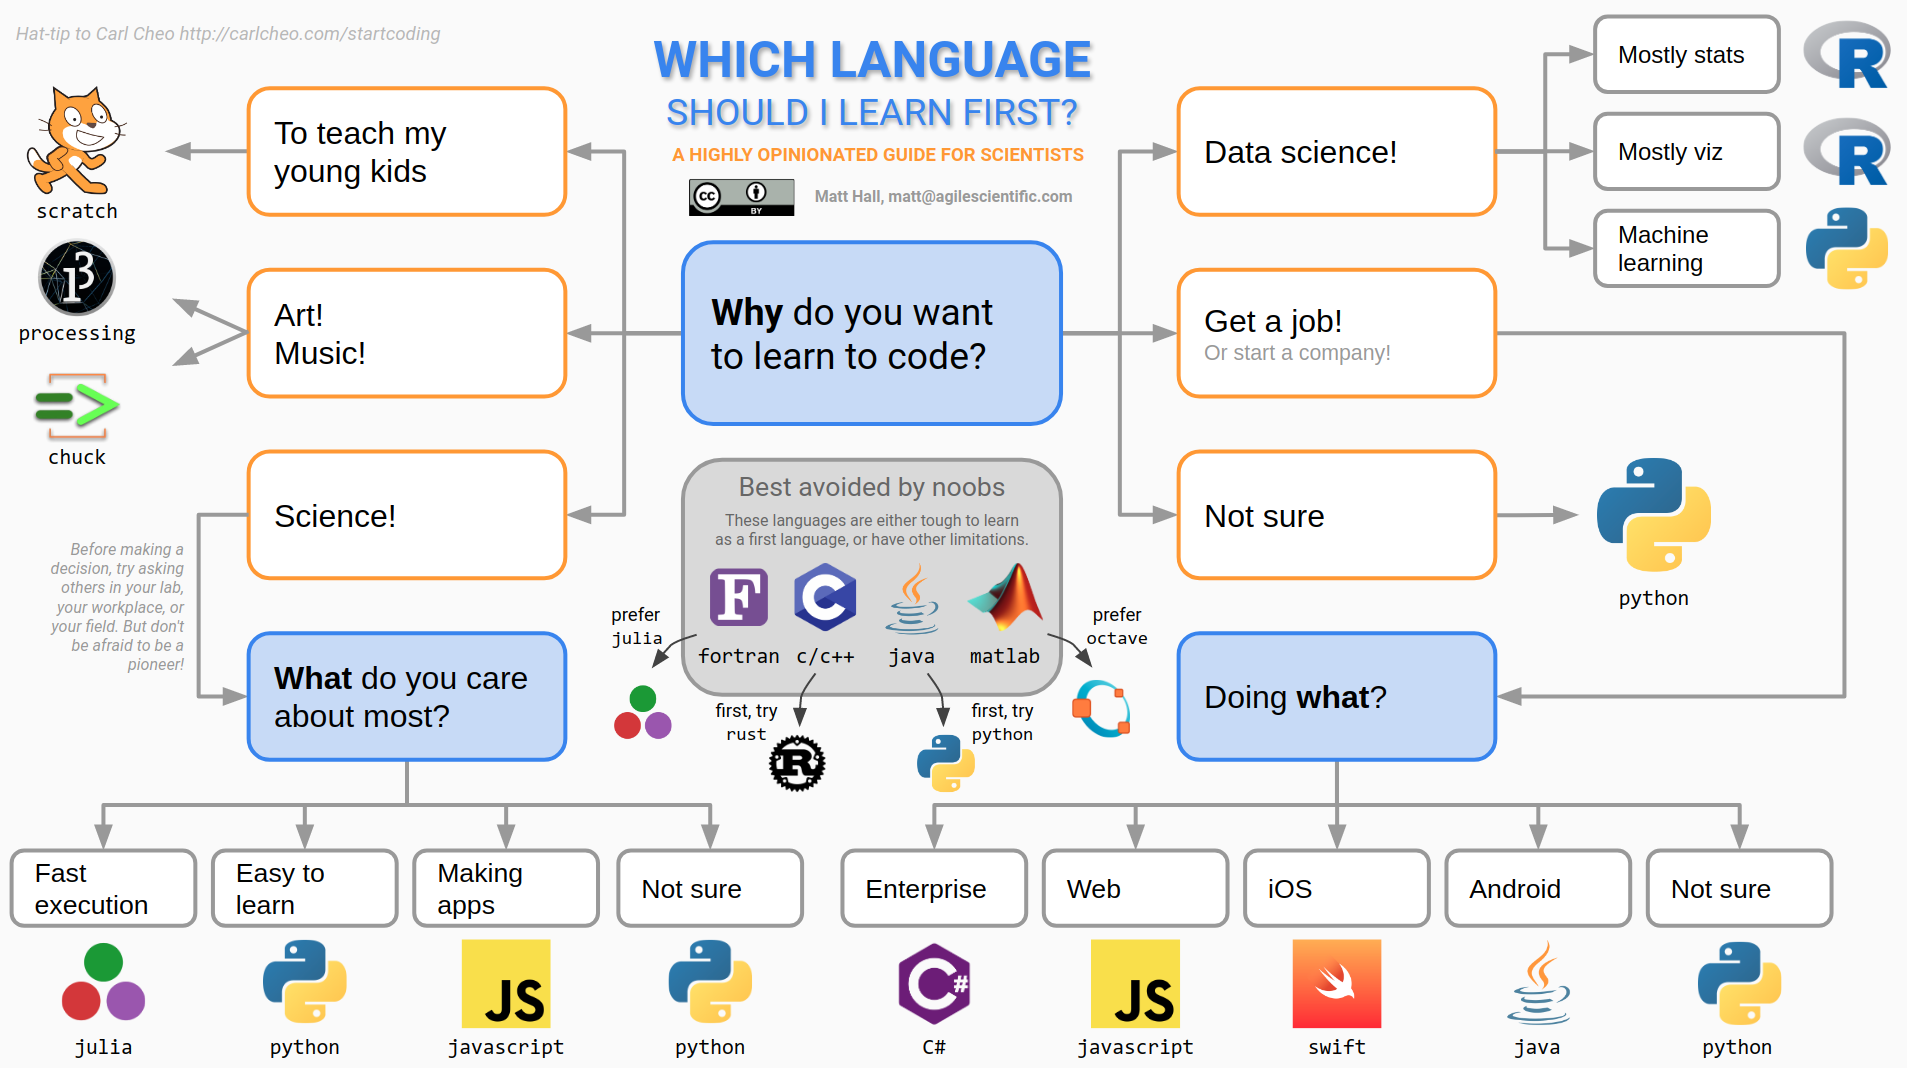 Hat-tip to Carl Cheo http://carlcheo.com/startcoding
WHICH LANGUAGE
SHOULD I LEARN FIRST?
A HIGHLY OPINIONATED GUIDE FOR SCIENTISTS
cc
BY
Matt Hall, matt@agilescientific.com
Why do you want
to learn to code?
To teach my
young kids
scratch
Art!
Music!
processing
chuck
Science!
Before making a
decision, try asking
others in your lab,
your workplace, or
your field. But don't
be afraid to be a
pioneer!
What do you care
about most?
Fast
execution
julia
Easy to
learn
python
Making
apps
JS
javascript
Not sure
python
Best avoided by noobs
These languages are either tough to learn
as a first language, or have other limitations.
F
C
fortran
c/c++
java
matlab
prefer
julia
first, try
rust
R
first, try
python
prefer
octave
Data science!
Mostly stats
R
Mostly viz
R
Machine
learning
Get a job!
Or start a company!
Not sure
python
Doing what?
Enterprise
C#
C#
Web
JS
javascript
iOS
swift
Android
java
Not sure
python